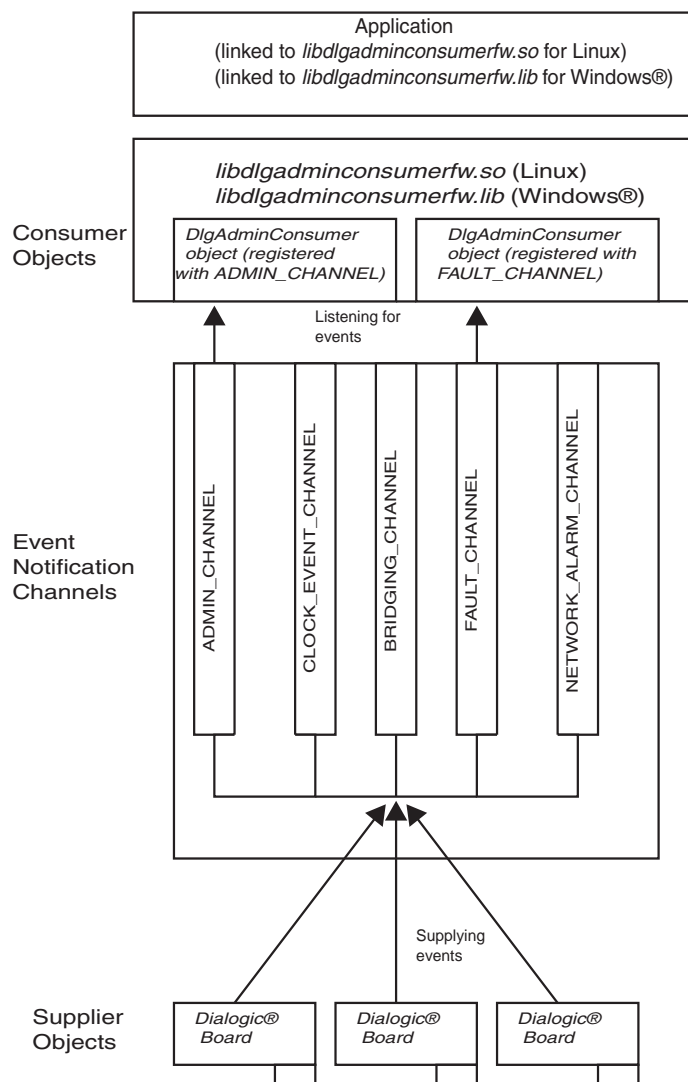 Application
(linked to libdlgadminconsumerfw.so for Linux)
(linked to libdlgadminconsumerfw.lib for Windows®)
libdlgadminconsumerfw.so (Linux)
libdlgadminconsumerfw.lib (Windows®)
Consumer
Objects
DlgAdminConsumer
object (registered
with ADMIN_CHANNEL)
DlgAdminConsumer
object (registered with
FAULT_CHANNEL)
Listening for
events
Event
Notification
Channels
ADMIN_CHANNEL
CLOCK_EVENT_CHANNEL
BRIDGING_CHANNEL
FAULT_CHANNEL
NETWORK_ALARM_CHANNEL
Supplying
events
Supplier
Objects
Dialogic®
Board
Dialogic®
Board
Dialogic®
Board